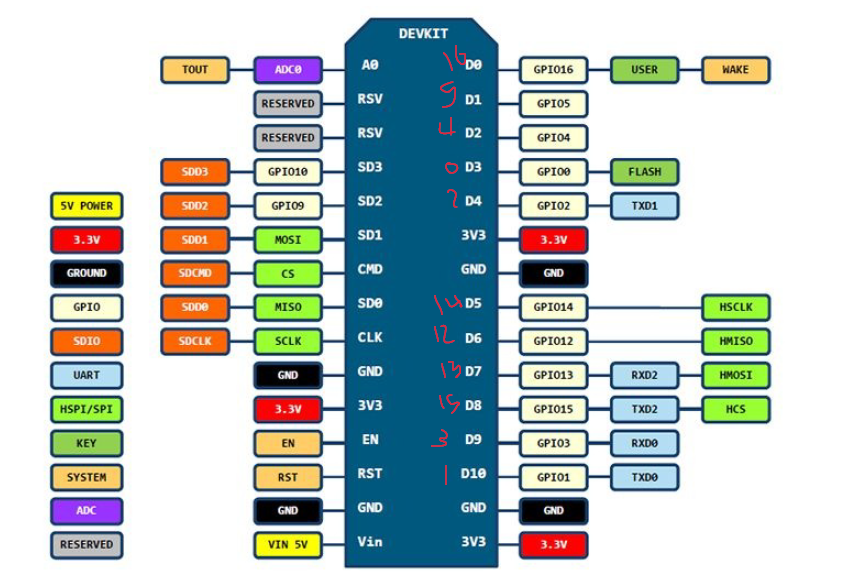 DEVKIT
TOUT ADC0 A0 16 D0 GPIO16 USER WAKE
RESERVED RSV 5 D1 GPIO5
RESERVED RSV 4 D2 GPIO4
SDD3 GPIO10 SD3 0 D3 GPIO0 FLASH
5V POWER SDD2 GPIO9 SD2 2 D4 GPIO2 TXD1
3.3V SDD1 MOSI SD1 3V3 3.3V
GROUND SDCMD CS CMD GND GND
GPIO SDD0 MISO SD0 14 D5 GPIO14 HSCLK
SDIO SDCLK SCLK CLK 12 D6 GPIO12 HMISO
UART GND GND 13 D7 GPIO13 RXD2 HMOSI
HSPI/SPI 3.3V 3V3 15 D8 GPIO15 TXD2 HCS
KEY EN EN 3 D9 GPIO3 RXD0
SYSTEM RST RST 1 D10 GPIO1 TXD0
ADC GND GND GND GND
RESERVED VIN 5V Vin 3V3 3.3V